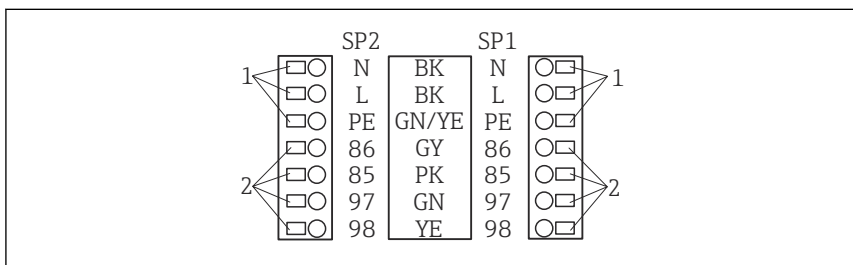 SP2 SP1
N BK N
1 L BK L 1
PE GN/YE PE
86 GY 86
2 85 PK 85 2
97 GN 97
98 YE 98